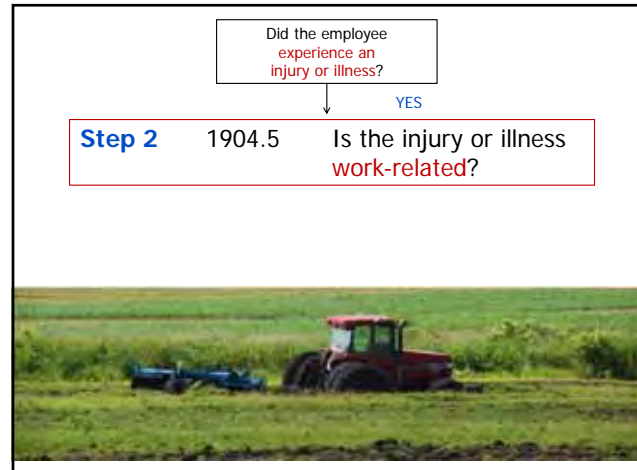 Did the employee
experience an
injury or illness?
YES
Step 2 1904.5 Is the injury or illness
work-related?